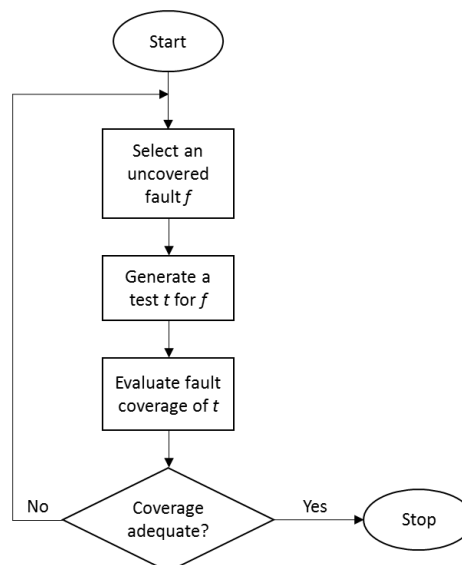 Start
Select an
uncovered
fault f
Generate a
test t for f
Evaluate fault
coverage of t
Coverage
adequate?
No
Yes
Stop